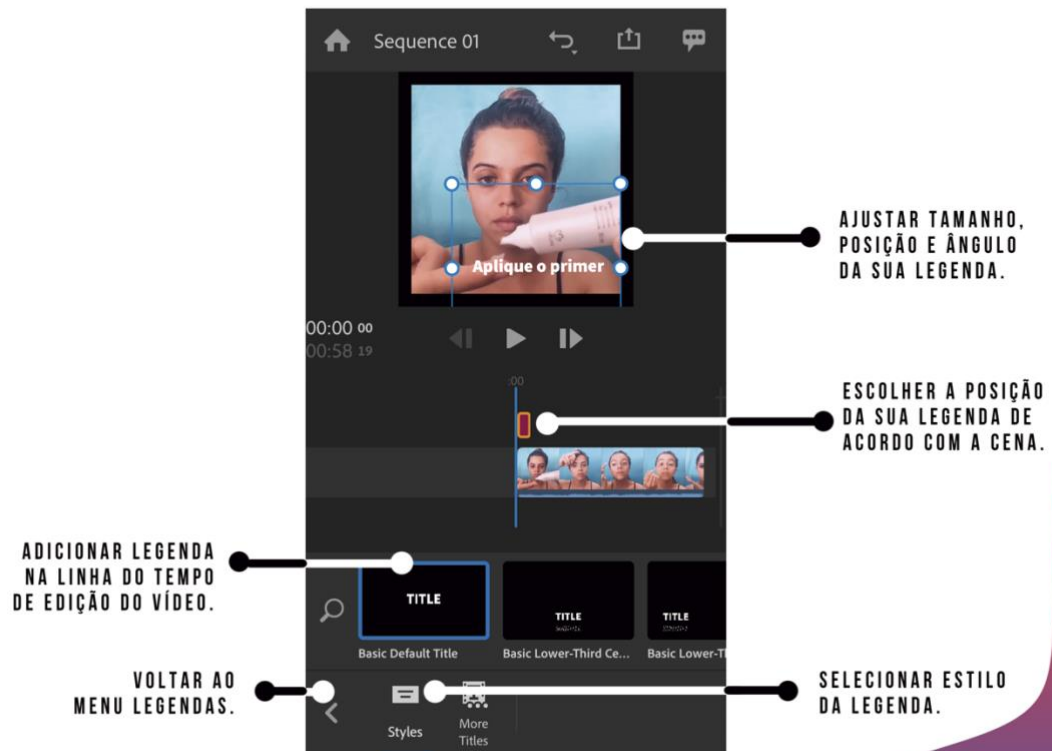 Sequence 01
Aplique o primer
AJUSTAR TAMANHO,
POSIÇÃO E ÂNGULO
DA SUA LEGENDA.
00:00 00
00:58 19
:00
ESCOLHER A POSIÇÃO
DA SUA LEGENDA DE
ACORDO COM A CENA.
ADICIONAR LEGENDA
NA LINHA DO TEMPO
DE EDIÇÃO DO VÍDEO.
TITLE
TITLE
TITLE
Basic Default Title
Basic Lower-Third Ce...
Basic Lower-Th
VOLTAR AO
MENU LEGENDAS.
Styles
More
Titles
SELECIONAR ESTILO
DA LEGENDA.